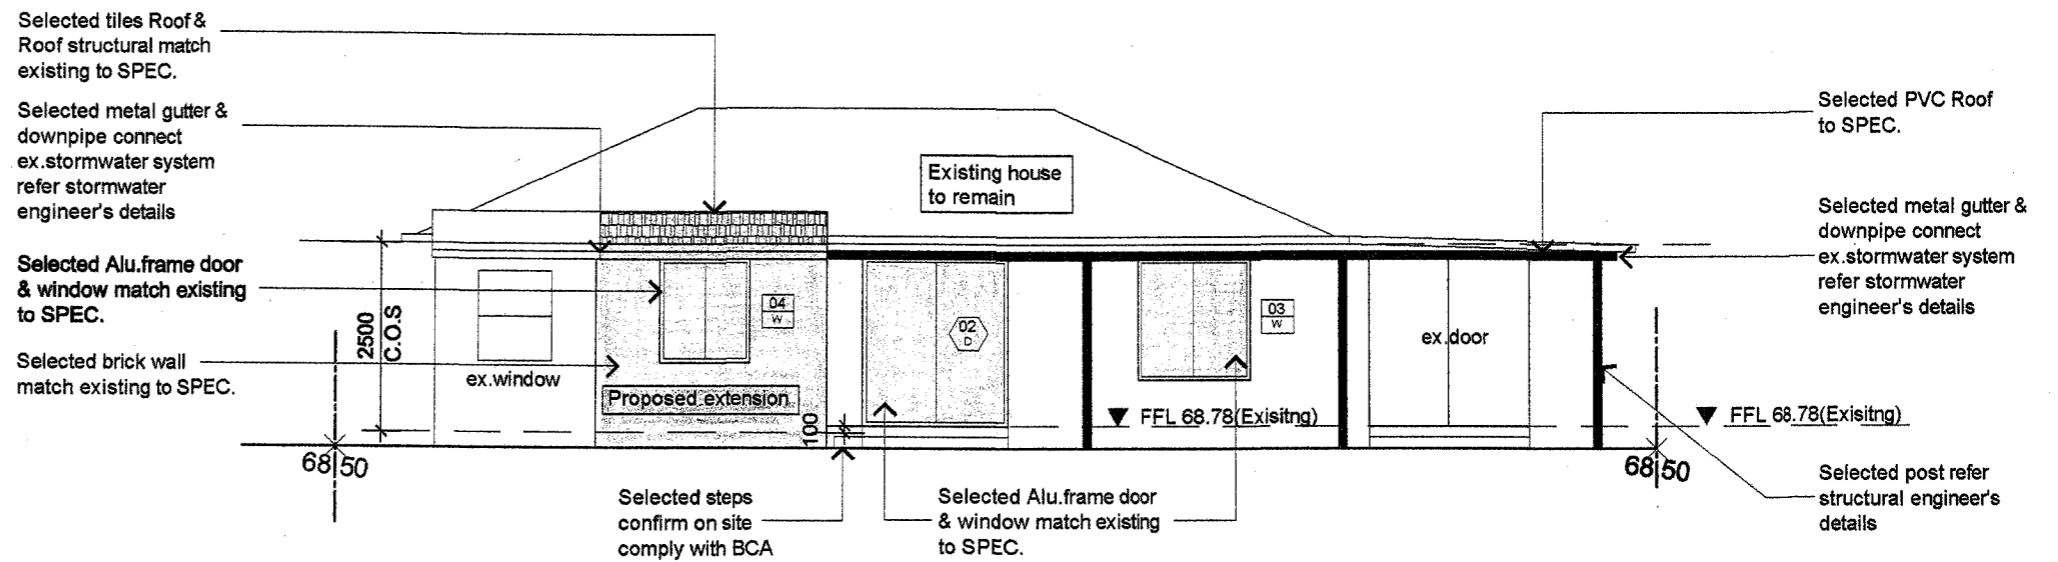 Selected tiles Roof &
Roof structural match
existing to SPEC.
Selected metal gutter &
downpipe connect
ex.stormwater system
refer stormwater
engineer's details
Selected Alu.frame door
& window match existing
to SPEC.
Selected brick wall
match existing to SPEC.
2500
C.O.S
68 50
ex.window
Proposed extension
04
W
100
Existing house
to remain
02
D
03
W
FFL 68.78(Exisitng)
ex.door
Selected steps
confirm on site
comply with BCA
Selected Alu.frame door
& window match existing
to SPEC.
Selected PVC Roof
to SPEC.
Selected metal gutter &
downpipe connect
ex.stormwater system
refer stormwater
engineer's details
FFL 68.78(Exisitng)
68 50
Selected post refer
structural engineer's
details